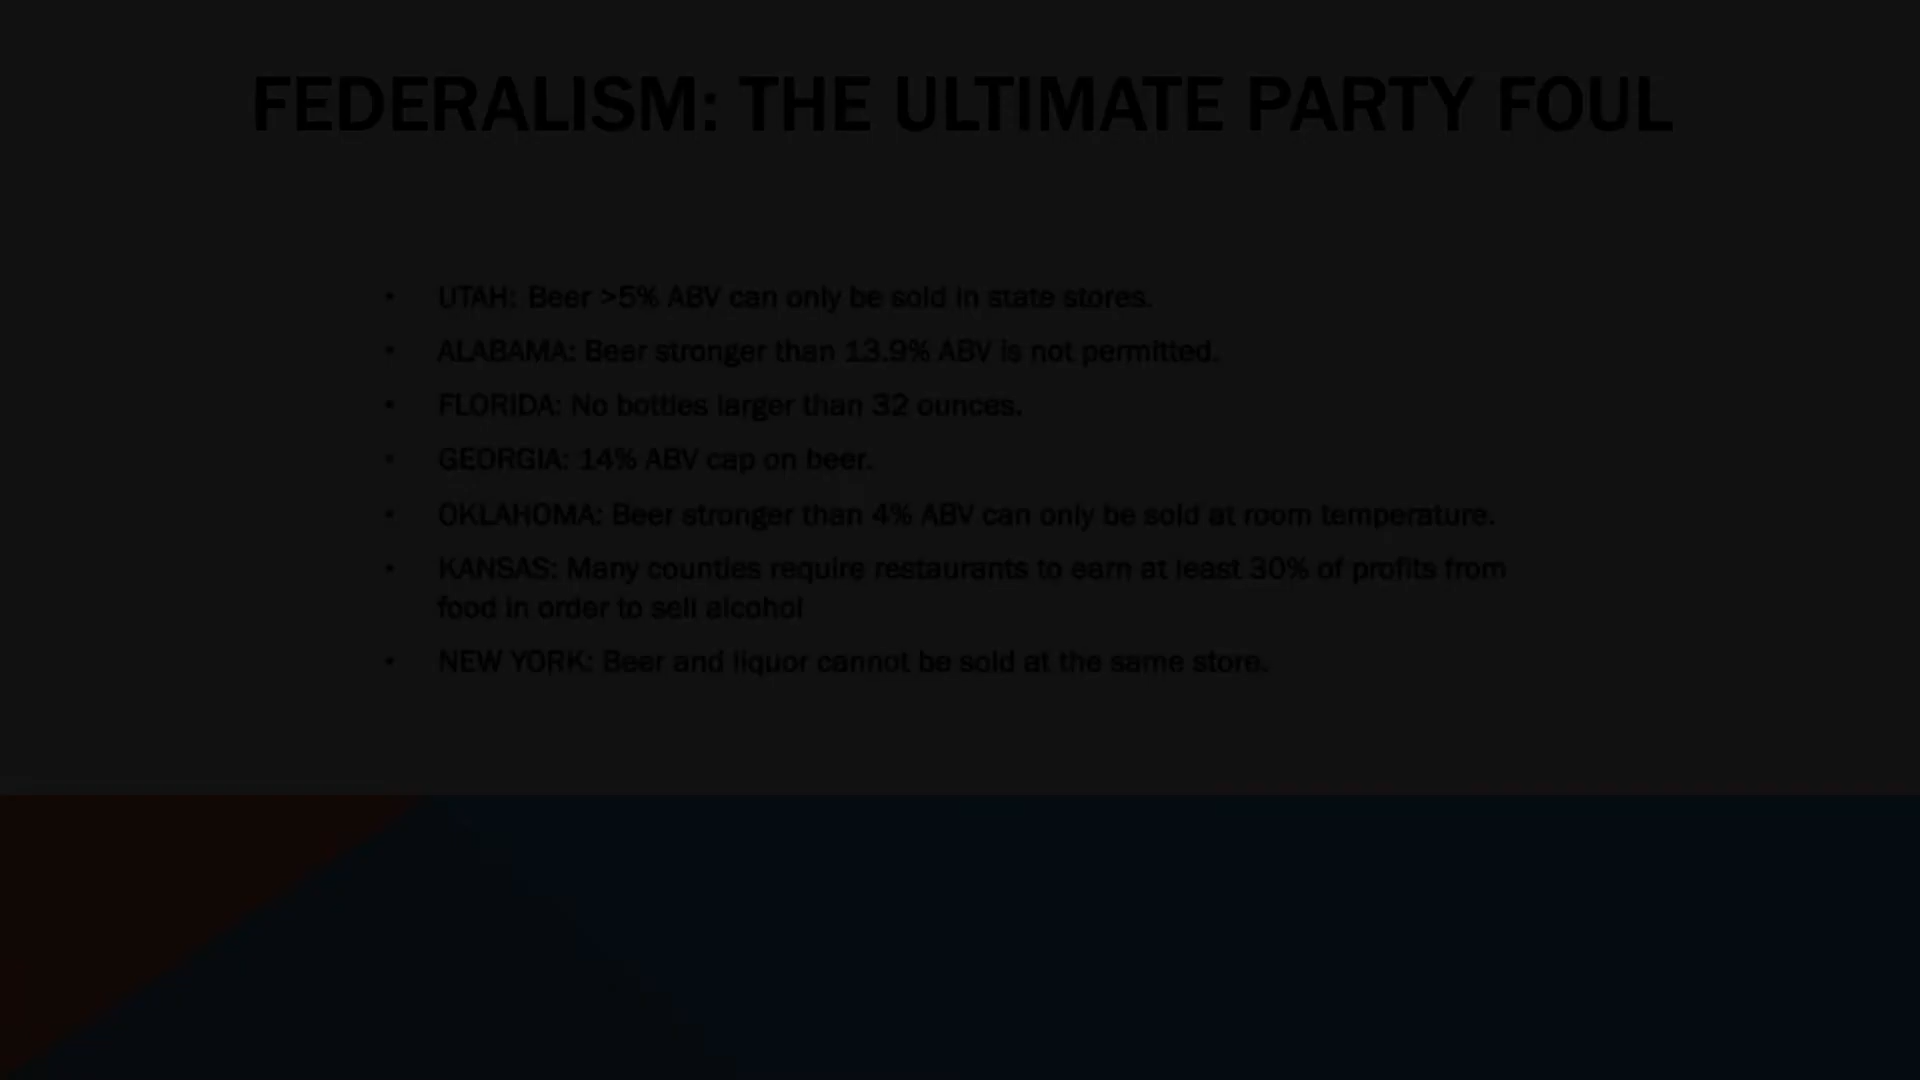 FEDERALISM: THE ULTIMATE PARTY FOUL
• UTAH: Beer >5% ABV can only be sold in state stores.
• ALABAMA: Beer stronger than 13.9% ABV is not permitted.
• FLORIDA: No bottles larger than 32 ounces.
• GEORGIA: 14% ABV cap on beer.
• OKLAHOMA: Beer stronger than 4% ABV can only be sold at room temperature.
• KANSAS: Many counties require restaurants to earn at least 30% of profits from
food in order to sell alcohol
• NEW YORK: Beer and liquor cannot be sold at the same store.